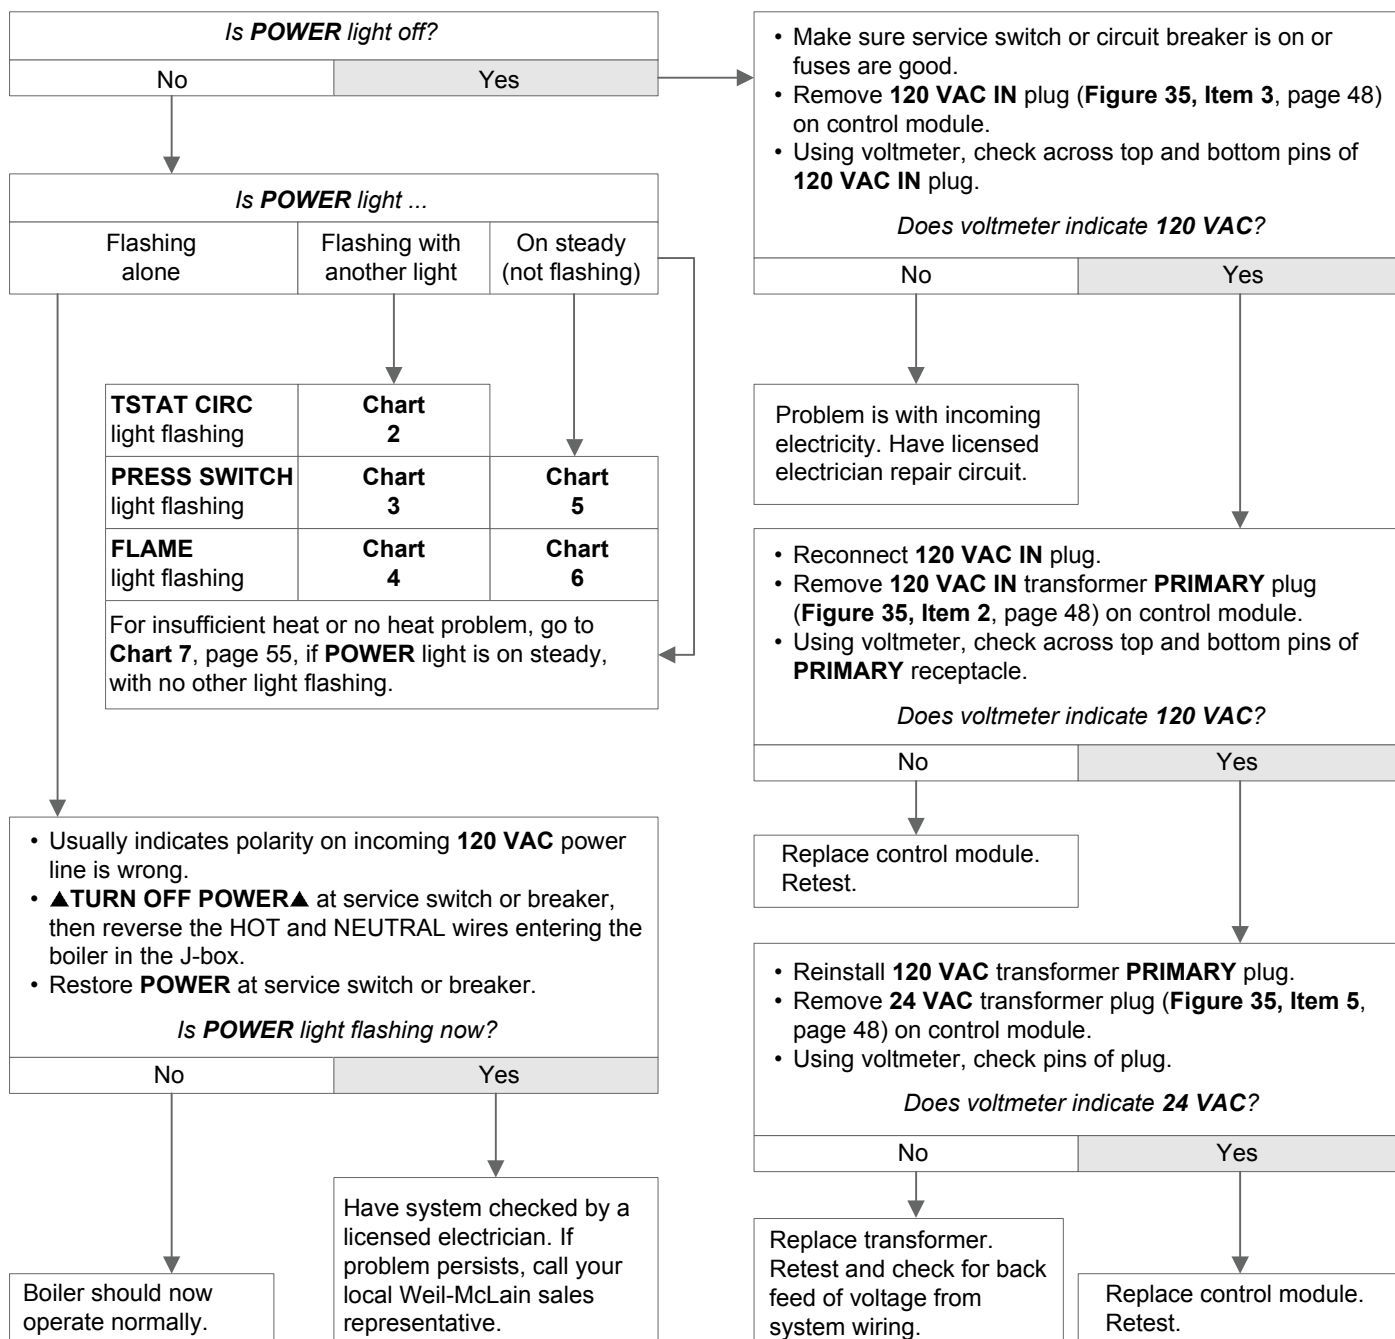 Is POWER light off?
No
Yes
Is POWER light ...
Flashing
alone
Flashing with
another light
On steady
(not flashing)
TSTAT CIRC
light flashing
Chart
2
PRESS SWITCH
light flashing
Chart
3
Chart
5
FLAME
light flashing
Chart
4
Chart
6
For insufficient heat or no heat problem, go to
Chart 7, page 55, if POWER light is on steady,
with no other light flashing.
• Usually indicates polarity on incoming 120 VAC power
line is wrong.
• ▲TURN OFF POWER▲ at service switch or breaker,
then reverse the HOT and NEUTRAL wires entering the
boiler in the J-box.
• Restore POWER at service switch or breaker.
Is POWER light flashing now?
No
Yes
Boiler should now
operate normally.
Have system checked by a
licensed electrician. If
problem persists, call your
local Weil-McLain sales
representative.
• Make sure service switch or circuit breaker is on or
fuses are good.
• Remove 120 VAC IN plug (Figure 35, Item 3, page 48)
on control module.
• Using voltmeter, check across top and bottom pins of
120 VAC IN plug.
Does voltmeter indicate 120 VAC?
No
Yes
Problem is with incoming
electricity. Have licensed
electrician repair circuit.
• Reconnect 120 VAC IN plug.
• Remove 120 VAC IN transformer PRIMARY plug
(Figure 35, Item 2, page 48) on control module.
• Using voltmeter, check across top and bottom pins of
PRIMARY receptacle.
Does voltmeter indicate 120 VAC?
No
Yes
Replace control module.
Retest.
• Reinstall 120 VAC transformer PRIMARY plug.
• Remove 24 VAC transformer plug (Figure 35, Item 5,
page 48) on control module.
• Using voltmeter, check pins of plug.
Does voltmeter indicate 24 VAC?
No
Yes
Replace transformer.
Retest and check for back
feed of voltage from
system wiring.
Replace control module.
Retest.